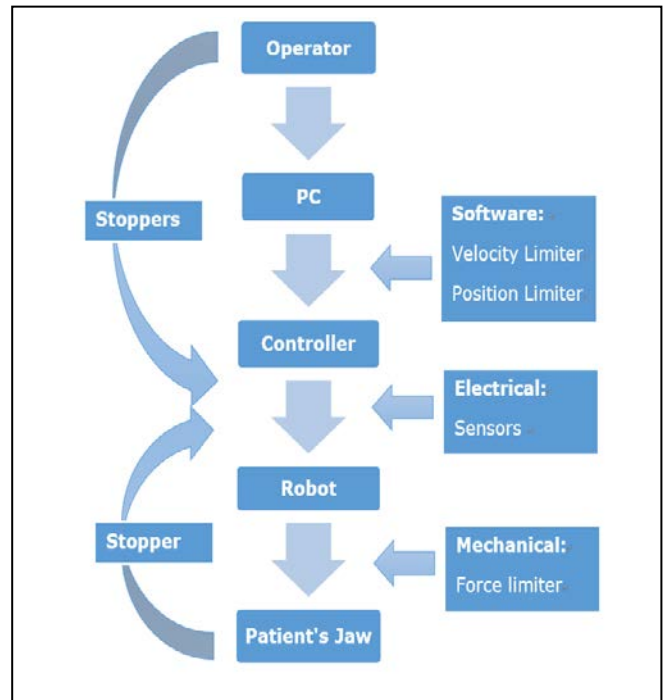 Operator
PC
Stoppers
Software:
Velocity Limiter
Position Limiter
Controller
Electrical:
Sensors
Robot
Stopper
Mechanical:
Force limiter
Patient's Jaw